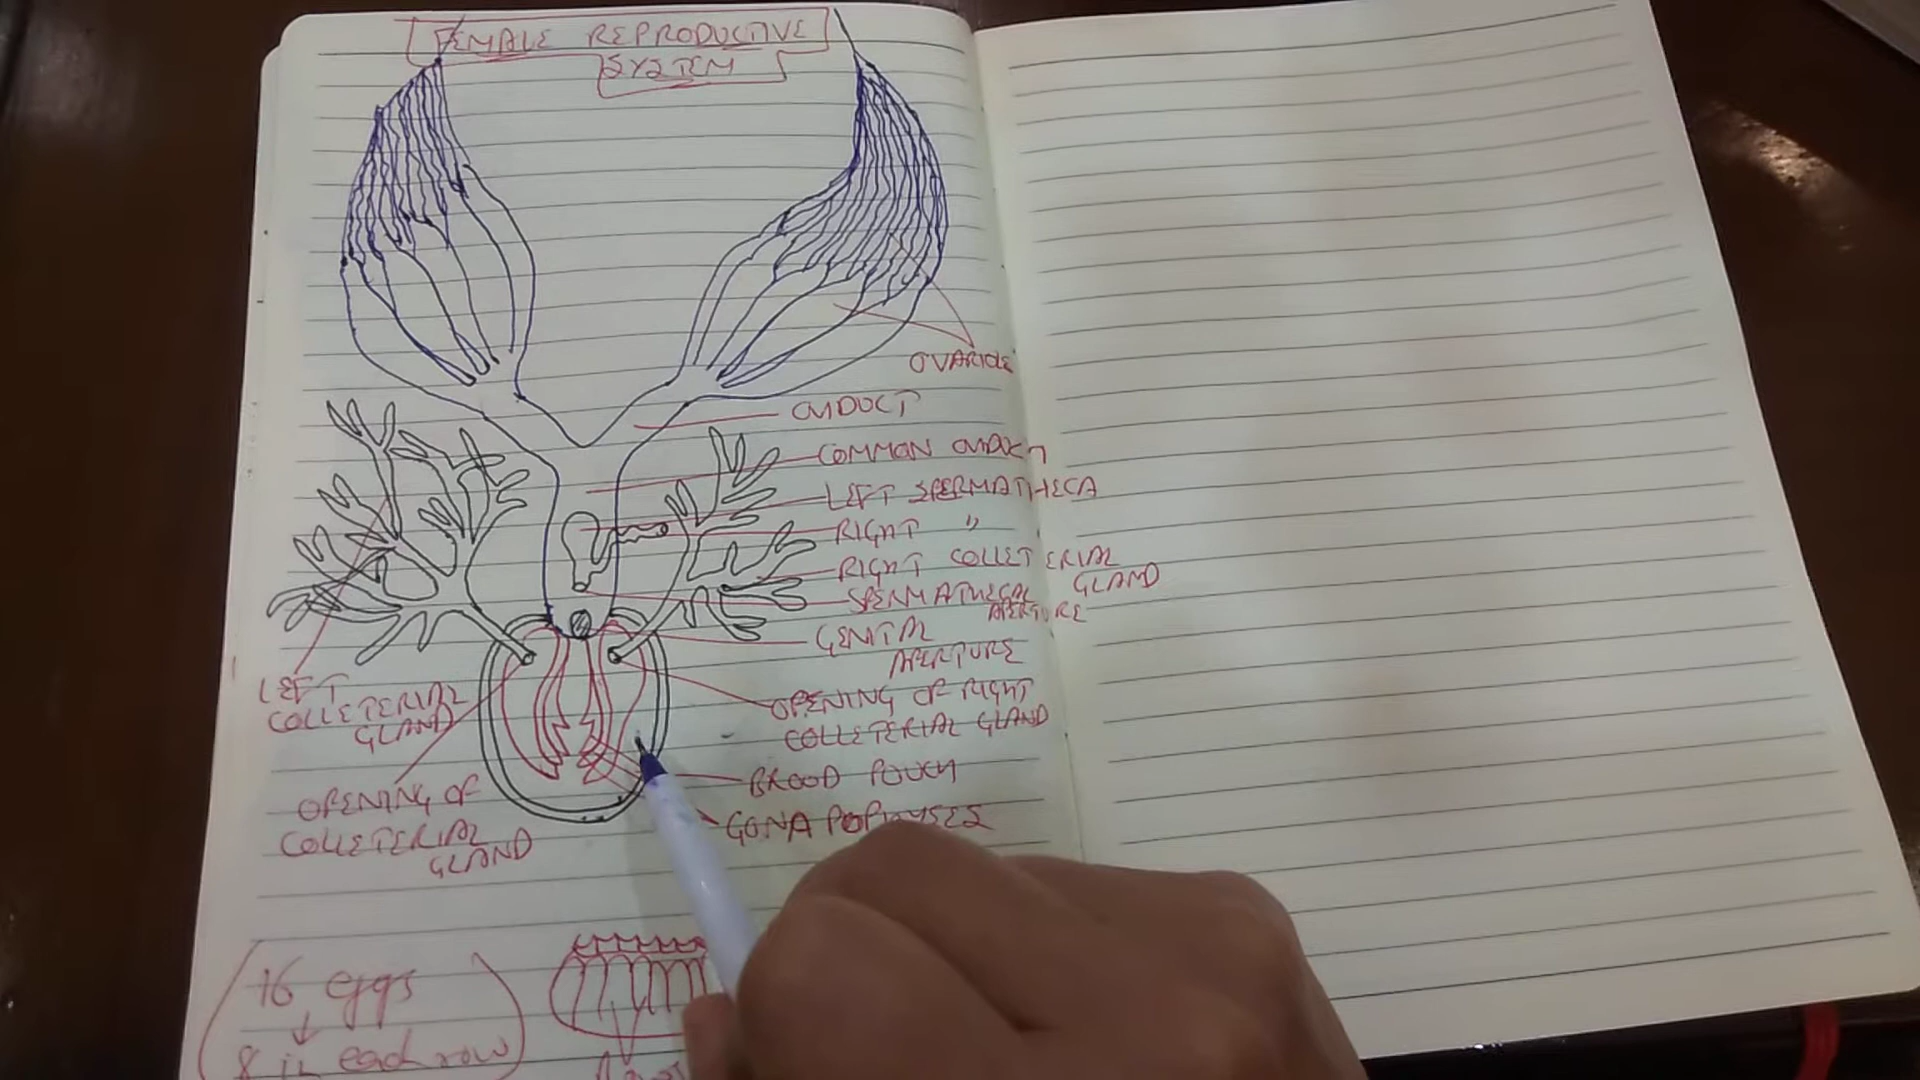 FEMALE REPRODUCTIVE
SYSTEM
OVARIOLE
OVIDUCT
COMMON OVIDUCT
LEFT SPERMATHECA
RIGHT "
RIGHT COLLETERIAL
GLAND
SPERMATHECAL
APERTURE
GENITAL
APERTURE
LEFT
COLLETERIAL
GLAND
OPENING OF RIGHT
COLLETERIAL GLAND
BROOD POUCH
GONAPOPHYSES
OPENING OF
COLLETERIAL
GLAND
16 eggs
8 in each row